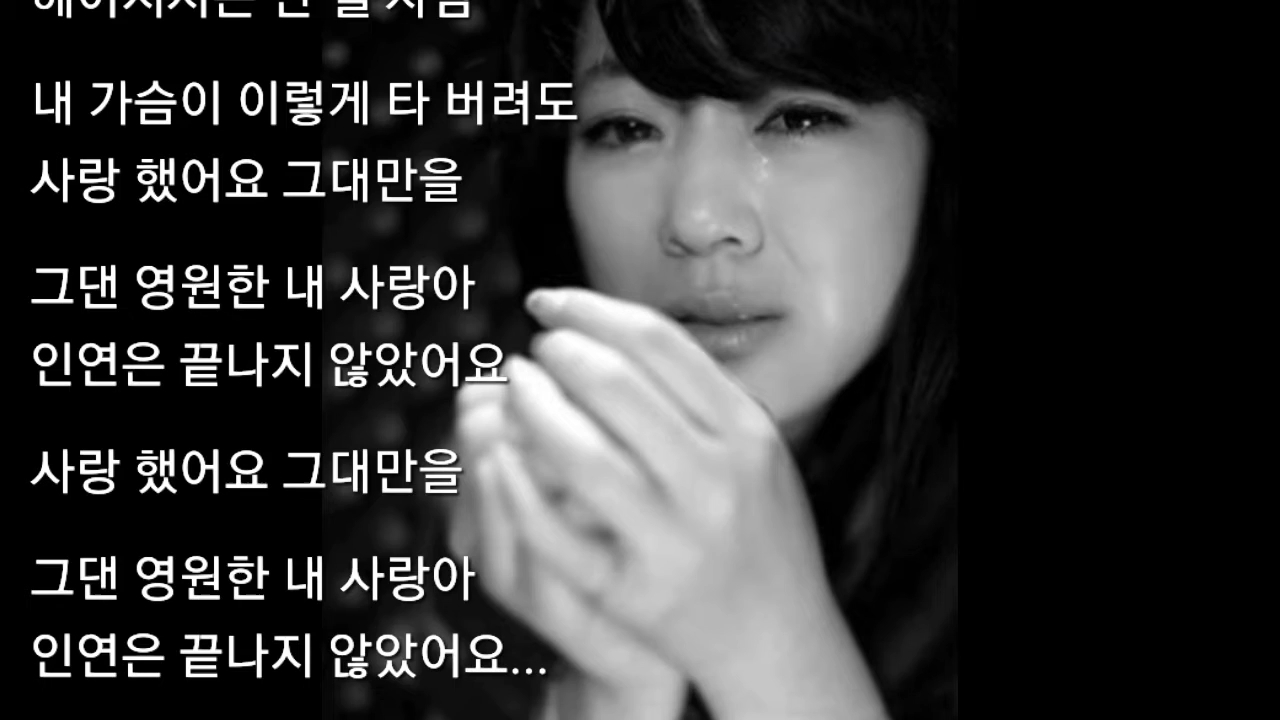 내 가슴이 이렇게 타 버려도
사랑 했어요 그대만을
그댄 영원한 내 사랑아
인연은 끝나지 않았어요
사랑 했어요 그대만을
그댄 영원한 내 사랑아
인연은 끝나지 않았어요...